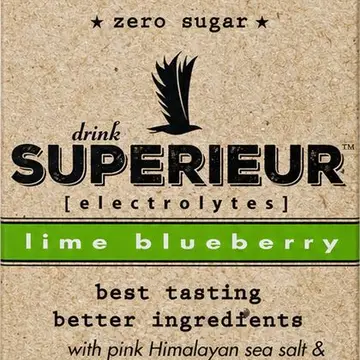 ★ zero sugar ★
drink
SUPERIEUR™
[electrolytes]
lime blueberry
best tasting
better ingredients
with pink Himalayan sea salt &